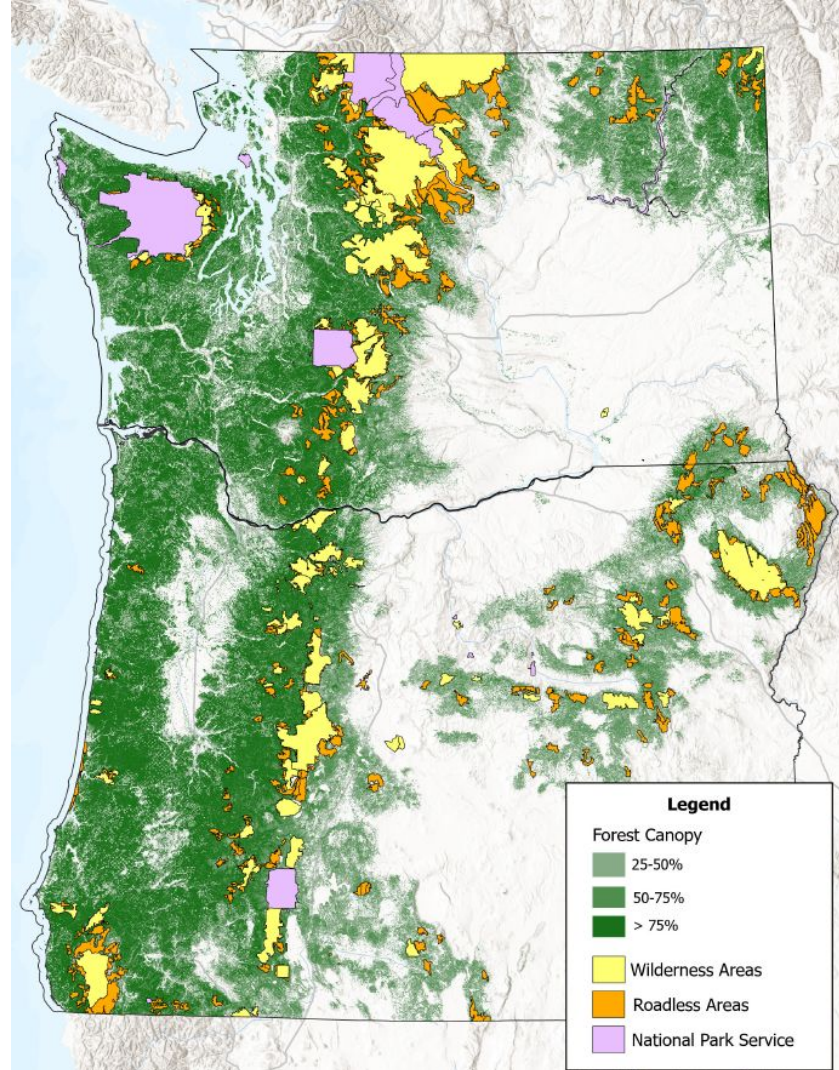 Legend
Forest Canopy
25-50%
50-75%
> 75%
Wilderness Areas
Roadless Areas
National Park Service